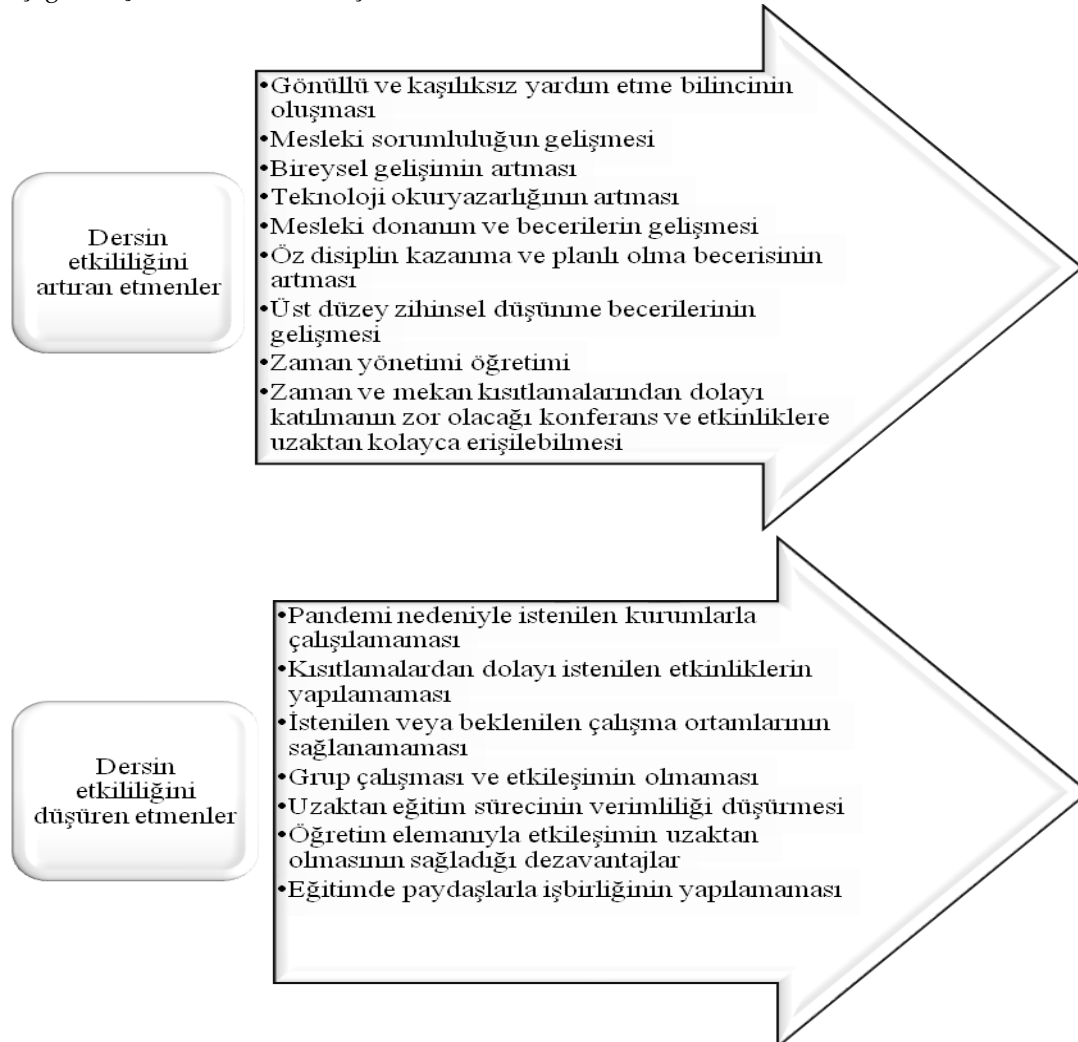 Dersin
etkililiğini
artıran etmenler
•Gönüllü ve kaşılıksız yardım etme bilincinin
oluşması
•Mesleki sorumluluğun gelişmesi
•Bireysel gelişimin artması
•Teknoloji okuryazarlığının artması
•Mesleki donanım ve becerilerin gelişmesi
•Öz disiplin kazanma ve planlı olma becerisinin
artması
•Üst düzey zihinsel düşünme becerilerinin
gelişmesi
•Zaman yönetimi öğretimi
•Zaman ve mekan kısıtlamalarından dolayı
katılmanın zor olacağı konferans ve etkinliklere
uzaktan kolayca erişilebilmesi
Dersin
etkililiğini
düşüren etmenler
•Pandemi nedeniyle istenilen kurumlarla
çalışılamaması
•Kısıtlamalardan dolayı istenilen etkinliklerin
yapılamaması
•İstenilen veya beklenilen çalışma ortamlarının
sağlanamaması
•Grup çalışması ve etkileşimin olmaması
•Uzaktan eğitim sürecinin verimliliği düşürmesi
•Öğretim elemanıyla etkileşimin uzaktan
olmasının sağladığı dezavantajlar
•Eğitimde paydaşlarla işbirliğinin yapılamaması